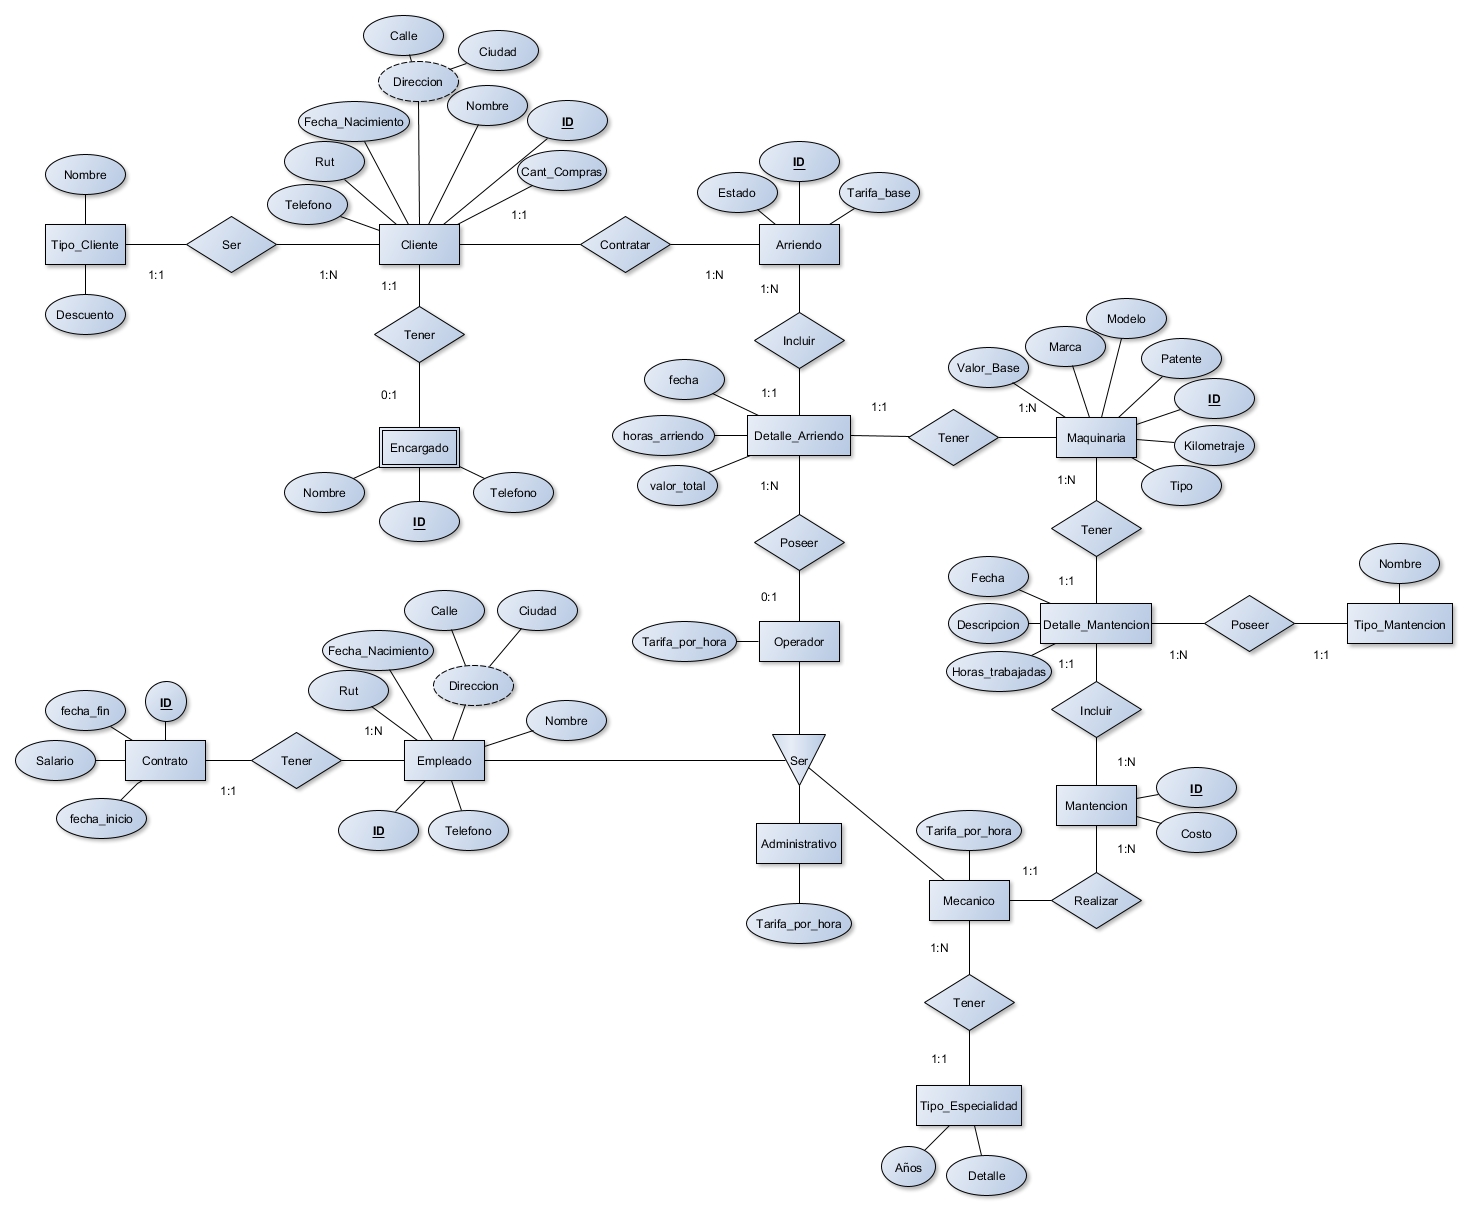 Calle
Ciudad
Direccion
Nombre
Fecha_Nacimiento
ID
Rut
Cant_Compras
Telefono
1:1
Nombre
Tipo_Cliente
Ser
Cliente
Contratar
1:1
1:N
1:1
1:N
Descuento
Tener
0:1
Encargado
Nombre
Telefono
ID
ID
Estado
Tarifa_base
Arriendo
1:N
Incluir
1:1
fecha
horas_arriendo
valor_total
Detalle_Arriendo
1:1
Tener
1:N
Modelo
Marca
Valor_Base
Patente
ID
Maquinaria
Kilometraje
Tipo
1:N
1:N
Poseer
0:1
Tener
1:1
Tarifa_por_hora
Operador
Fecha
Descripcion
Horas_trabajadas
Detalle_Mantencion
Poseer
Nombre
Tipo_Mantencion
1:N
1:1
1:1
Incluir
1:N
Calle
Ciudad
Fecha_Nacimiento
Direccion
Rut
Nombre
1:N
ID
fecha_fin
Salario
Contrato
Tener
Empleado
Ser
fecha_inicio
1:1
ID
Telefono
Administrativo
Tarifa_por_hora
Mantencion
ID
Costo
1:N
Tarifa_por_hora
Mecanico
1:1
Realizar
1:N
Tener
1:1
Tipo_Especialidad
Años
Detalle